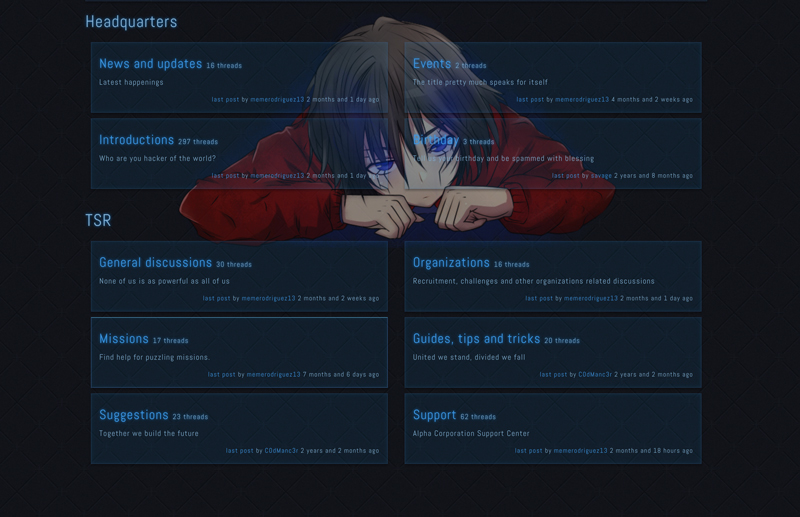 Headquarters
News and updates 16 threads
Latest happenings
last post by memerodriguez13 2 months and 1 day ago
Events 2 threads
The title pretty much speaks for itself
last post by memerodriguez13 4 months and 2 weeks ago
Introductions 297 threads
Who are you hacker of the world?
last post by memerodriguez13 2 months and 1 day ago
Birthday 3 threads
Tell us your birthday and be spammed with blessing
last post by savage 2 years and 8 months ago
TSR
General discussions 30 threads
None of us is as powerful as all of us
last post by memerodriguez13 2 months and 2 weeks ago
Organizations 16 threads
Recruitment, challenges and other organizations related discussions
last post by memerodriguez13 2 months and 1 day ago
Missions 17 threads
Find help for puzzling missions.
last post by memerodriguez13 7 months and 6 days ago
Guides, tips and tricks 20 threads
United we stand, divided we fall
last post by C0dManc3r 2 years and 2 months ago
Suggestions 23 threads
Together we build the future
last post by C0dManc3r 2 years and 2 months ago
Support 62 threads
Alpha Corporation Support Center
last post by memerodriguez13 2 months and 18 hours ago